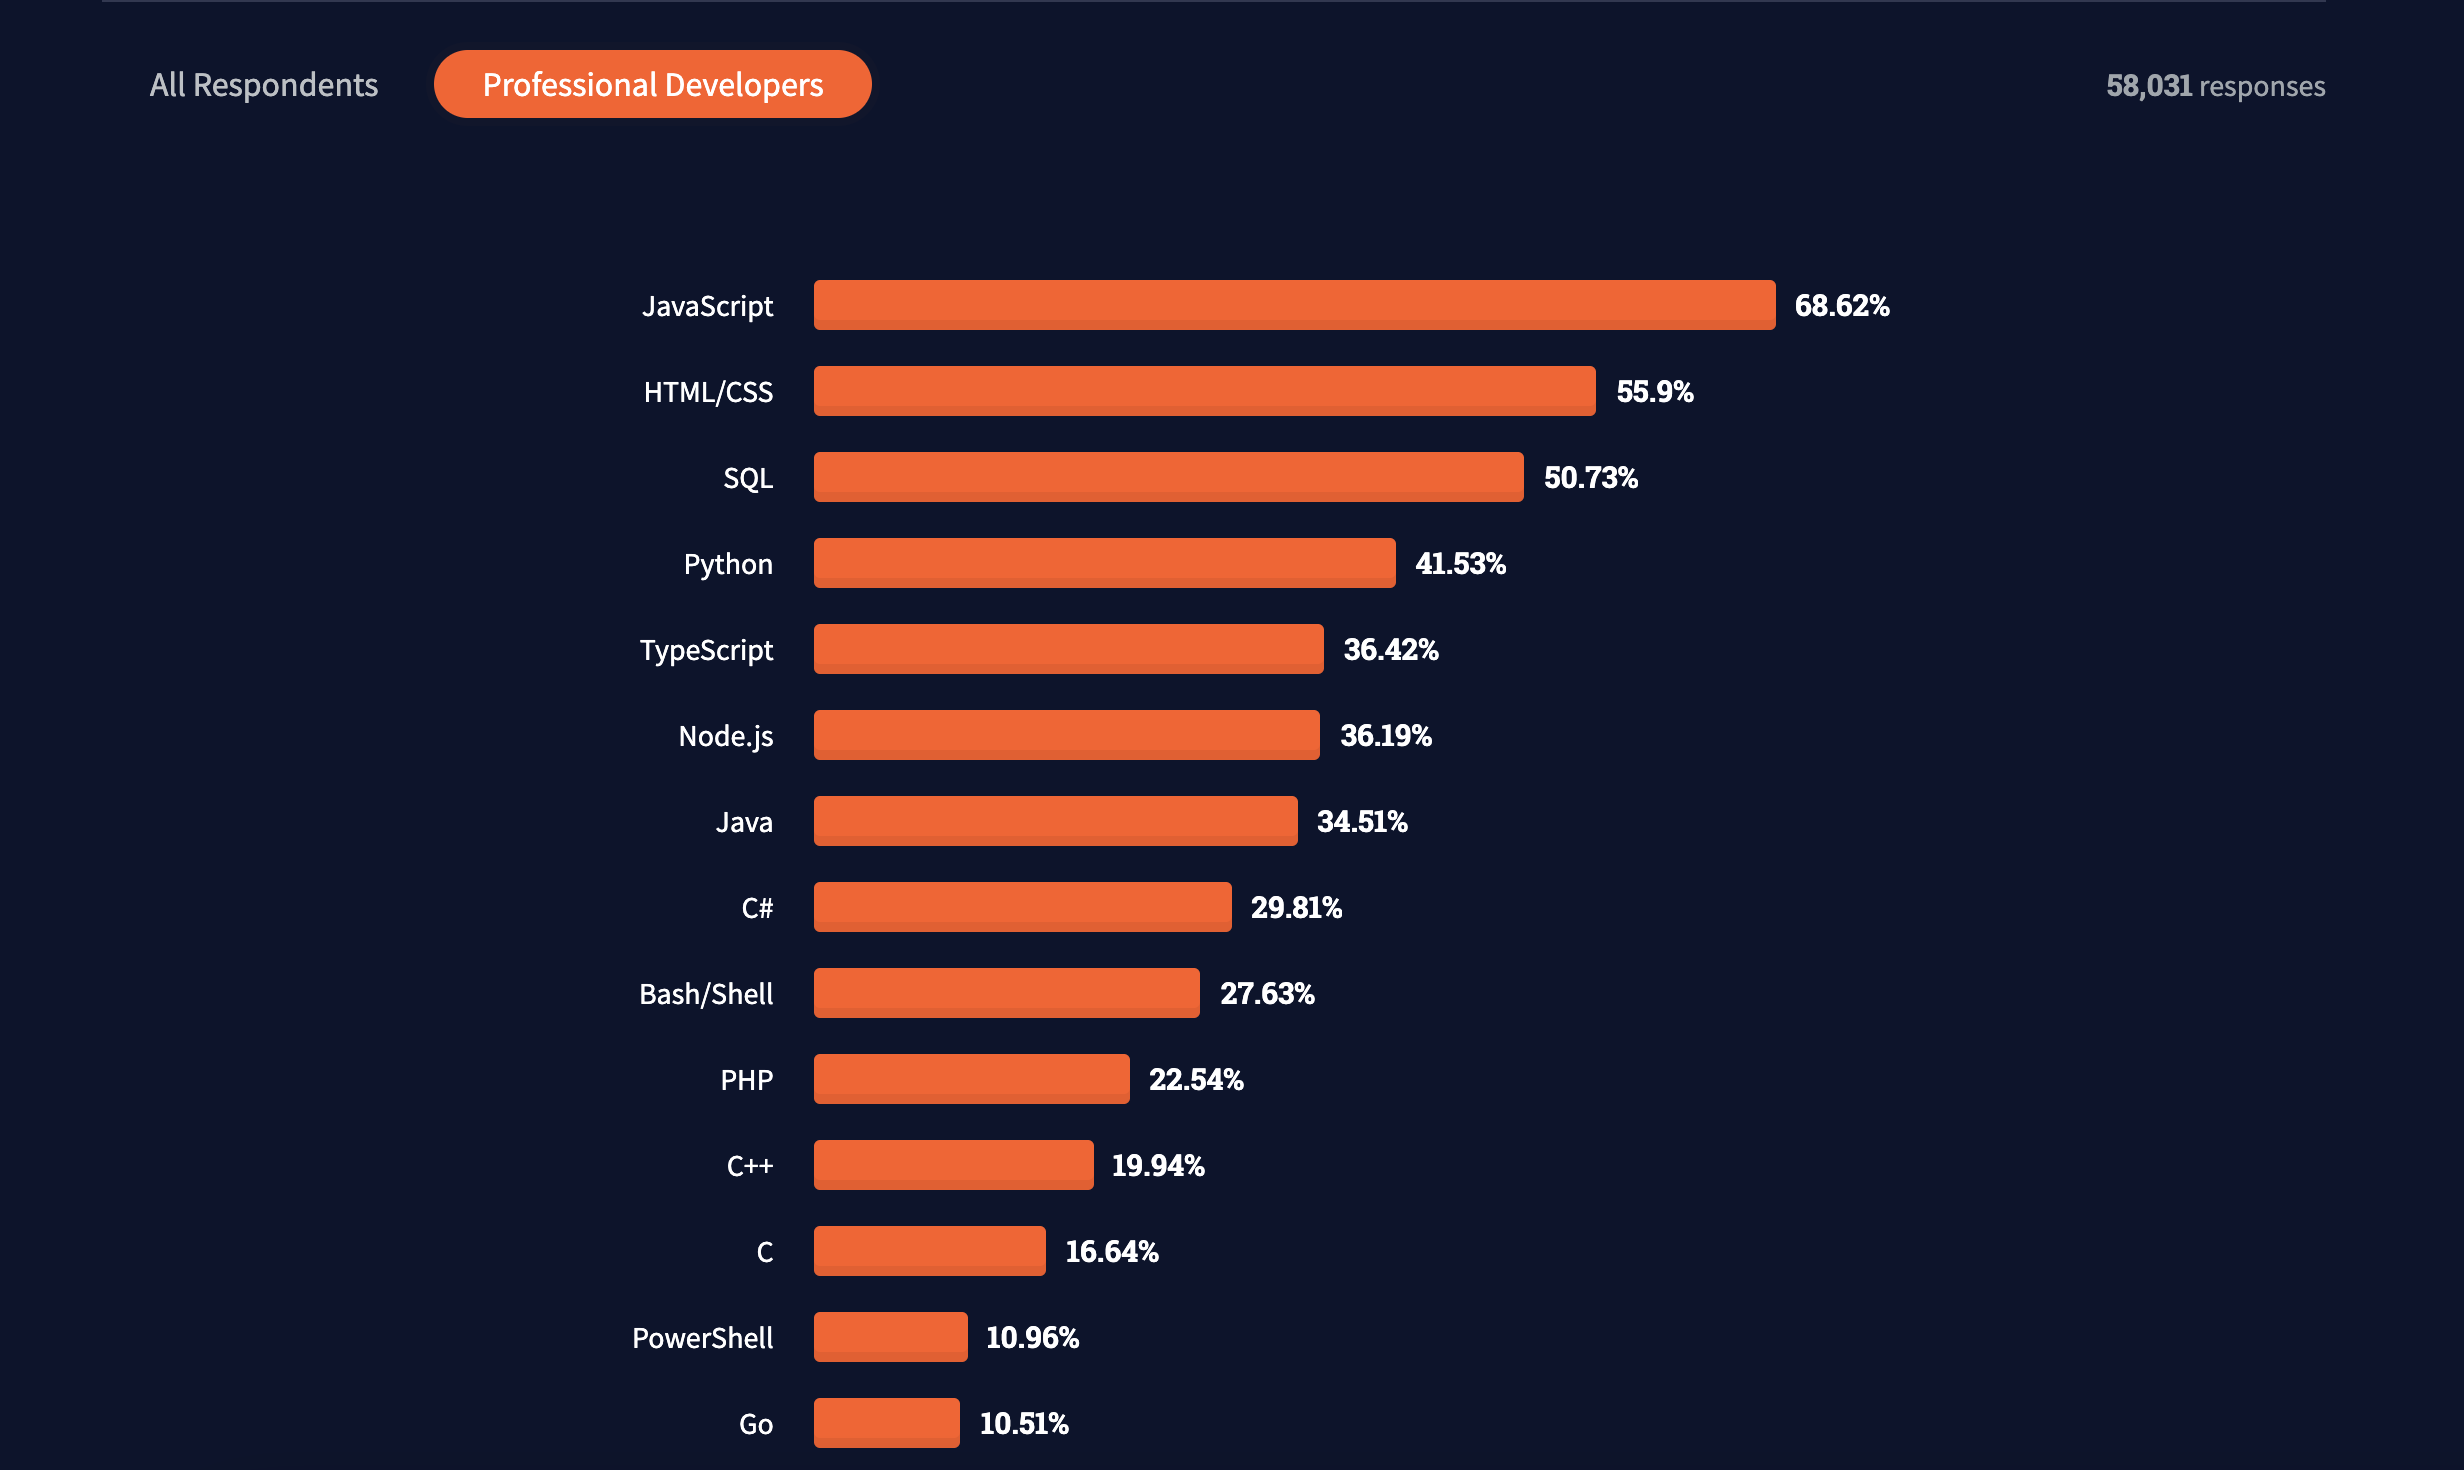 All Respondents Professional Developers 58,031 responses
JavaScript 68.62%
HTML/CSS 55.9%
SQL 50.73%
Python 41.53%
TypeScript 36.42%
Node.js 36.19%
Java 34.51%
C# 29.81%
Bash/Shell 27.63%
PHP 22.54%
C++ 19.94%
C 16.64%
PowerShell 10.96%
Go 10.51%